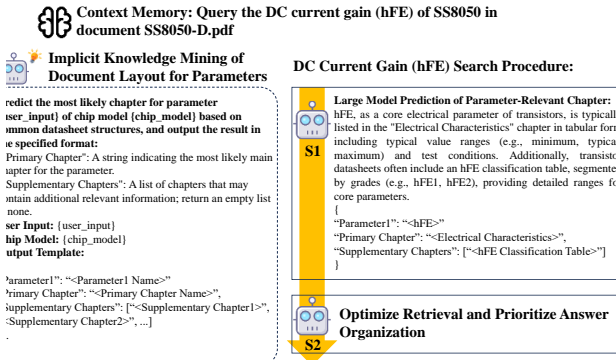 Context Memory: Query the DC current gain (hFE) of SS8050 in
document SS8050-D.pdf
Implicit Knowledge Mining of
Document Layout for Parameters
redict the most likely chapter for parameter
user_input} of chip model {chip_model} based on
ommon datasheet structures, and output the result in
he specified format:
Primary Chapter": A string indicating the most likely main
hapter for the parameter.
Supplementary Chapters": A list of chapters that may
ontain additional relevant information; return an empty list
none.
ser Input: {user_input}
hip Model: {chip_model}
utput Template:
Parameter1": “<Parameter1 Name>”
Primary Chapter": “<Primary Chapter Name>”,
Supplementary Chapters": [“<Supplementary Chapter1>”,
<Supplementary Chapter2>”, ...]
DC Current Gain (hFE) Search Procedure:
S1
Large Model Prediction of Parameter-Relevant Chapter:
hFE, as a core electrical parameter of transistors, is typicall
listed in the "Electrical Characteristics" chapter in tabular for
including typical value ranges (e.g., minimum, typica
maximum) and test conditions. Additionally, transisto
datasheets often include an hFE classification table, segmente
by grades (e.g., hFE1, hFE2), providing detailed ranges fo
core parameters.
{
“Parameter1": “<hFE>”
“Primary Chapter": “<Electrical Characteristics>”,
“Supplementary Chapters": [“<hFE Classification Table>”]
}
S2
Optimize Retrieval and Prioritize Answer
Organization